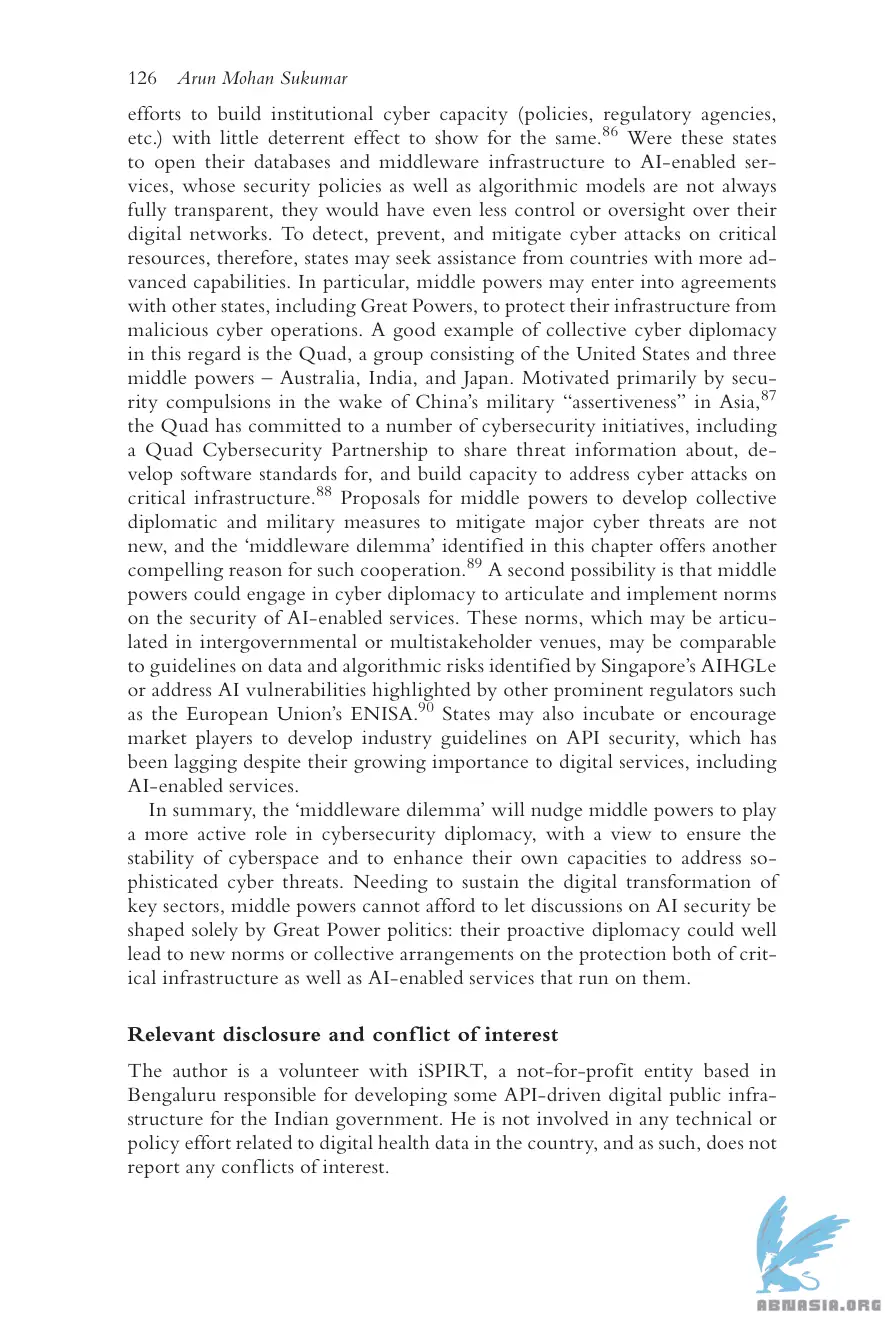 126 Arun Mohan Sukumar
efforts to build institutional cyber capacity (policies, regulatory agencies,
etc.) with little deterrent effect to show for the same.86 Were these states
to open their databases and middleware infrastructure to AI-enabled ser-
vices, whose security policies as well as algorithmic models are not always
fully transparent, they would have even less control or oversight over their
digital networks. To detect, prevent, and mitigate cyber attacks on critical
resources, therefore, states may seek assistance from countries with more ad-
vanced capabilities. In particular, middle powers may enter into agreements
with other states, including Great Powers, to protect their infrastructure from
malicious cyber operations. A good example of collective cyber diplomacy
in this regard is the Quad, a group consisting of the United States and three
middle powers – Australia, India, and Japan. Motivated primarily by secu-
rity compulsions in the wake of China's military “assertiveness” in Asia,87
the Quad has committed to a number of cybersecurity initiatives, including
a Quad Cybersecurity Partnership to share threat information about, de-
velop software standards for, and build capacity to address cyber attacks on
critical infrastructure.88 Proposals for middle powers to develop collective
diplomatic and military measures to mitigate major cyber threats are not
new, and the ‘middleware dilemma’ identified in this chapter offers another
compelling reason for such cooperation.89 A second possibility is that middle
powers could engage in cyber diplomacy to articulate and implement norms
on the security of AI-enabled services. These norms, which may be articu-
lated in intergovernmental or multistakeholder venues, may be comparable
to guidelines on data and algorithmic risks identified by Singapore's AIHGLe
or address AI vulnerabilities highlighted by other prominent regulators such
as the European Union's ENISA.90 States may also incubate or encourage
market players to develop industry guidelines on API security, which has
been lagging despite their growing importance to digital services, including
AI-enabled services.
In summary, the ‘middleware dilemma’ will nudge middle powers to play
a more active role in cybersecurity diplomacy, with a view to ensure the
stability of cyberspace and to enhance their own capacities to address so-
phisticated cyber threats. Needing to sustain the digital transformation of
key sectors, middle powers cannot afford to let discussions on AI security be
shaped solely by Great Power politics: their proactive diplomacy could well
lead to new norms or collective arrangements on the protection both of crit-
ical infrastructure as well as AI-enabled services that run on them.
Relevant disclosure and conflict of interest
The author is a volunteer with iSPIRT, a not-for-profit entity based in
Bengaluru responsible for developing some API-driven digital public infra-
structure for the Indian government. He is not involved in any technical or
policy effort related to digital health data in the country, and as such, does not
report any conflicts of interest.
ABNASIA.ORG